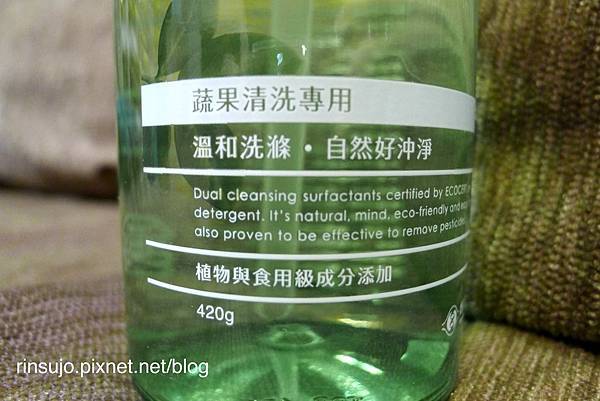 蔬果清洗專用
溫和洗滌・自然好沖淨
Dual cleansing surfactants certified by ECOCERT
detergent. It's natural, mind, eco-friendly and
also proven to be effective to remove pesticide
植物與食用級成分添加
420g
rinsujo.pixnet.net/blog